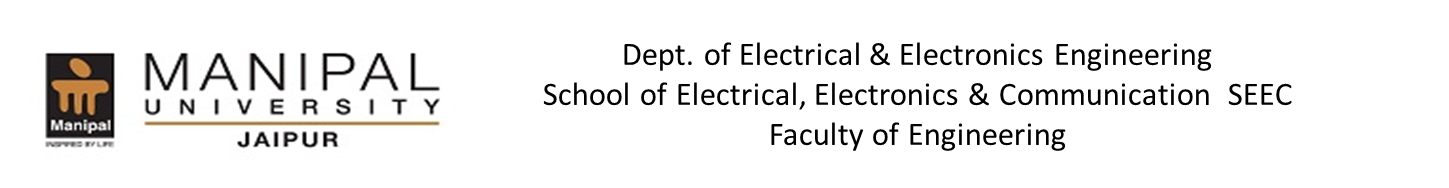 Manipal
INSPIRED BY LIFE
MANIPAL
UNIVERSITY
JAIPUR
Dept. of Electrical & Electronics Engineering
School of Electrical, Electronics & Communication SEEC
Faculty of Engineering